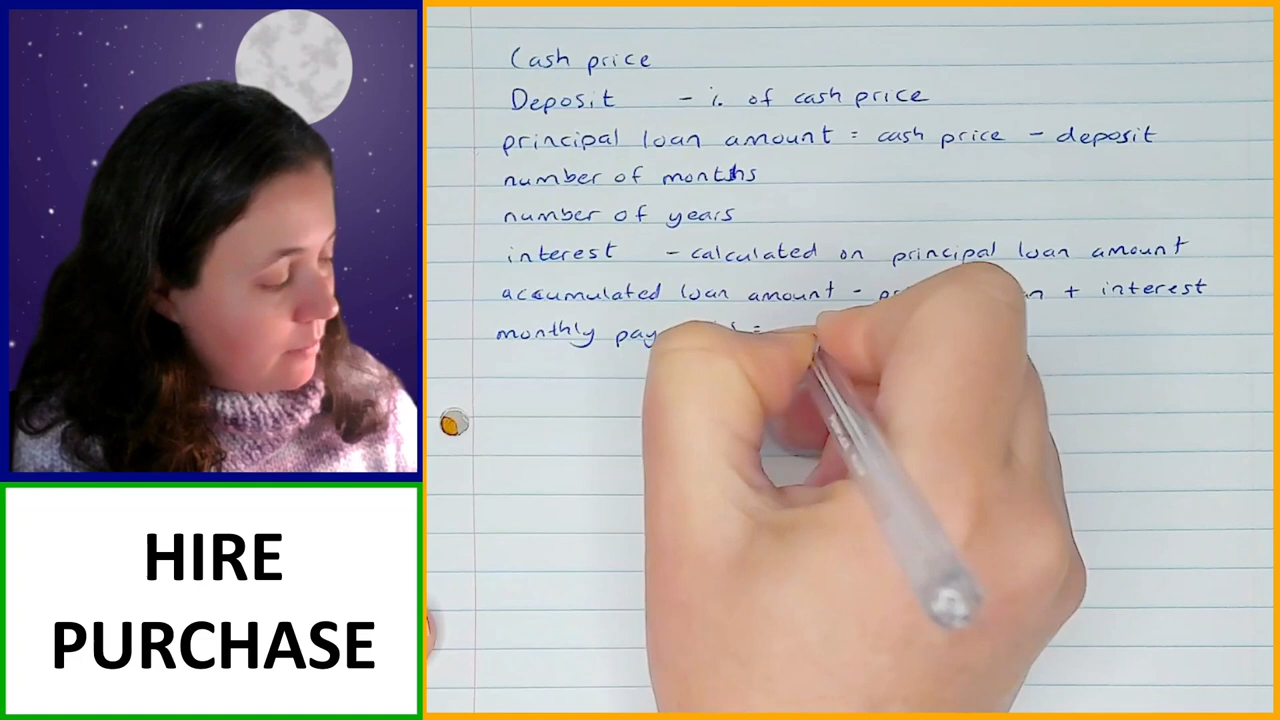 Cash price
Deposit - % of cash price
principal loan amount = cash price - deposit
number of months
number of years
interest - calculated on principal loan amount
accumulated loan amount - + interest
monthly =
HIRE
PURCHASE